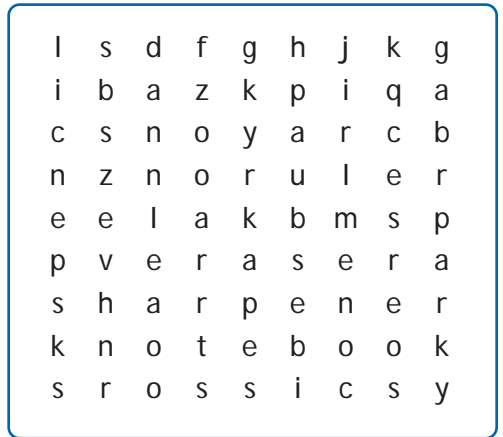 l s d f g h j k g
i b a z k p i q a
c s n o y a r c b
n z n o r u l e r
e e l a k b m s p
p v e r a s e r a
s h a r p e n e r
k n o t e b o o k
s r o s s i c s y